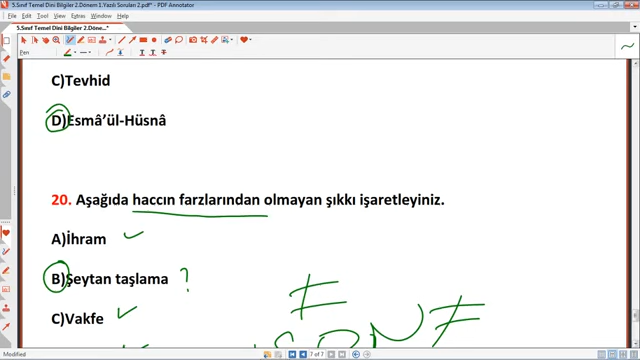 5.Sınıf Temel Dini Bilgiler 2.Dönem 1.Yazılı Soruları 2.pdf* - PDF Annotator
File Edit Tool Insert View Extras Window Help
5.Sınıf Temel Dini Bilgiler 2.Döne...*
Pen
C)Tevhid
D)Esmâ'ül-Hüsnâ
20. Aşağıda haccın farzlarından olmayan şıkkı işaretleyiniz.
A)İhram
B)Şeytan taşlama ?
C)Vakfe
SON
Modified
7 of 7